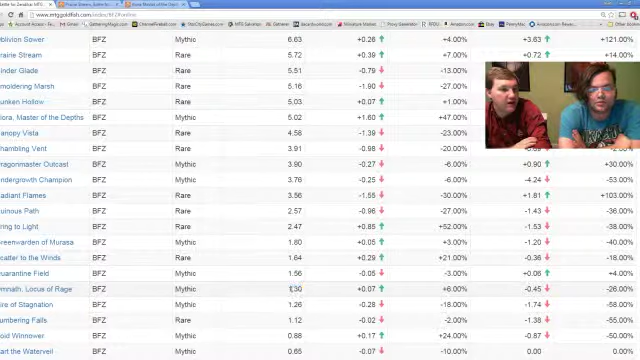 www.mtggoldfish.com/index/BFZ#online
blivion Sower BFZ Mythic 6.63 +0.26 +4.00% +3.63 +121.00%
rairie Stream BFZ Rare 5.72 +0.39 +7.00% +0.72 +14.00%
inder Glade BFZ Rare 5.51 -0.79 -13.00%
moldering Marsh BFZ Rare 5.16 -1.90 -27.00%
unken Hollow BFZ Rare 5.03 +0.07 +1.00%
iora, Master of the Depths BFZ Mythic 5.02 +1.60 +47.00%
anopy Vista BFZ Rare 4.58 -1.39 -23.00%
hambling Vent BFZ Rare 3.91 -0.98 -20.00%
ragonmaster Outcast BFZ Mythic 3.90 -0.27 -6.00% +0.90 +30.00%
ndergrowth Champion BFZ Mythic 3.76 -0.25 -6.00% -4.24 -53.00%
adiant Flames BFZ Rare 3.56 -1.55 -30.00% +1.81 +103.00%
uinous Path BFZ Rare 2.57 -0.96 -27.00% -1.43 -36.00%
ring to Light BFZ Rare 2.47 +0.85 +52.00% -1.53 -38.00%
reenwarden of Murasa BFZ Mythic 1.80 +0.05 +3.00% -1.20 -40.00%
catter to the Winds BFZ Rare 1.64 +0.29 +21.00% -0.36 -18.00%
uarantine Field BFZ Mythic 1.56 -0.05 -3.00% +0.06 +4.00%
mnath, Locus of Rage BFZ Mythic 1.30 +0.07 +6.00% -0.45 -26.00%
ire of Stagnation BFZ Mythic 1.26 -0.28 -18.00% -1.74 -58.00%
umbering Falls BFZ Rare 1.12 -0.02 -2.00% -1.38 -55.00%
oid Winnower BFZ Mythic 0.88 +0.17 +24.00% -0.87 -50.00%
art the Waterveil BFZ Mythic 0.65 -0.07 -10.00% 0.00 0.00%